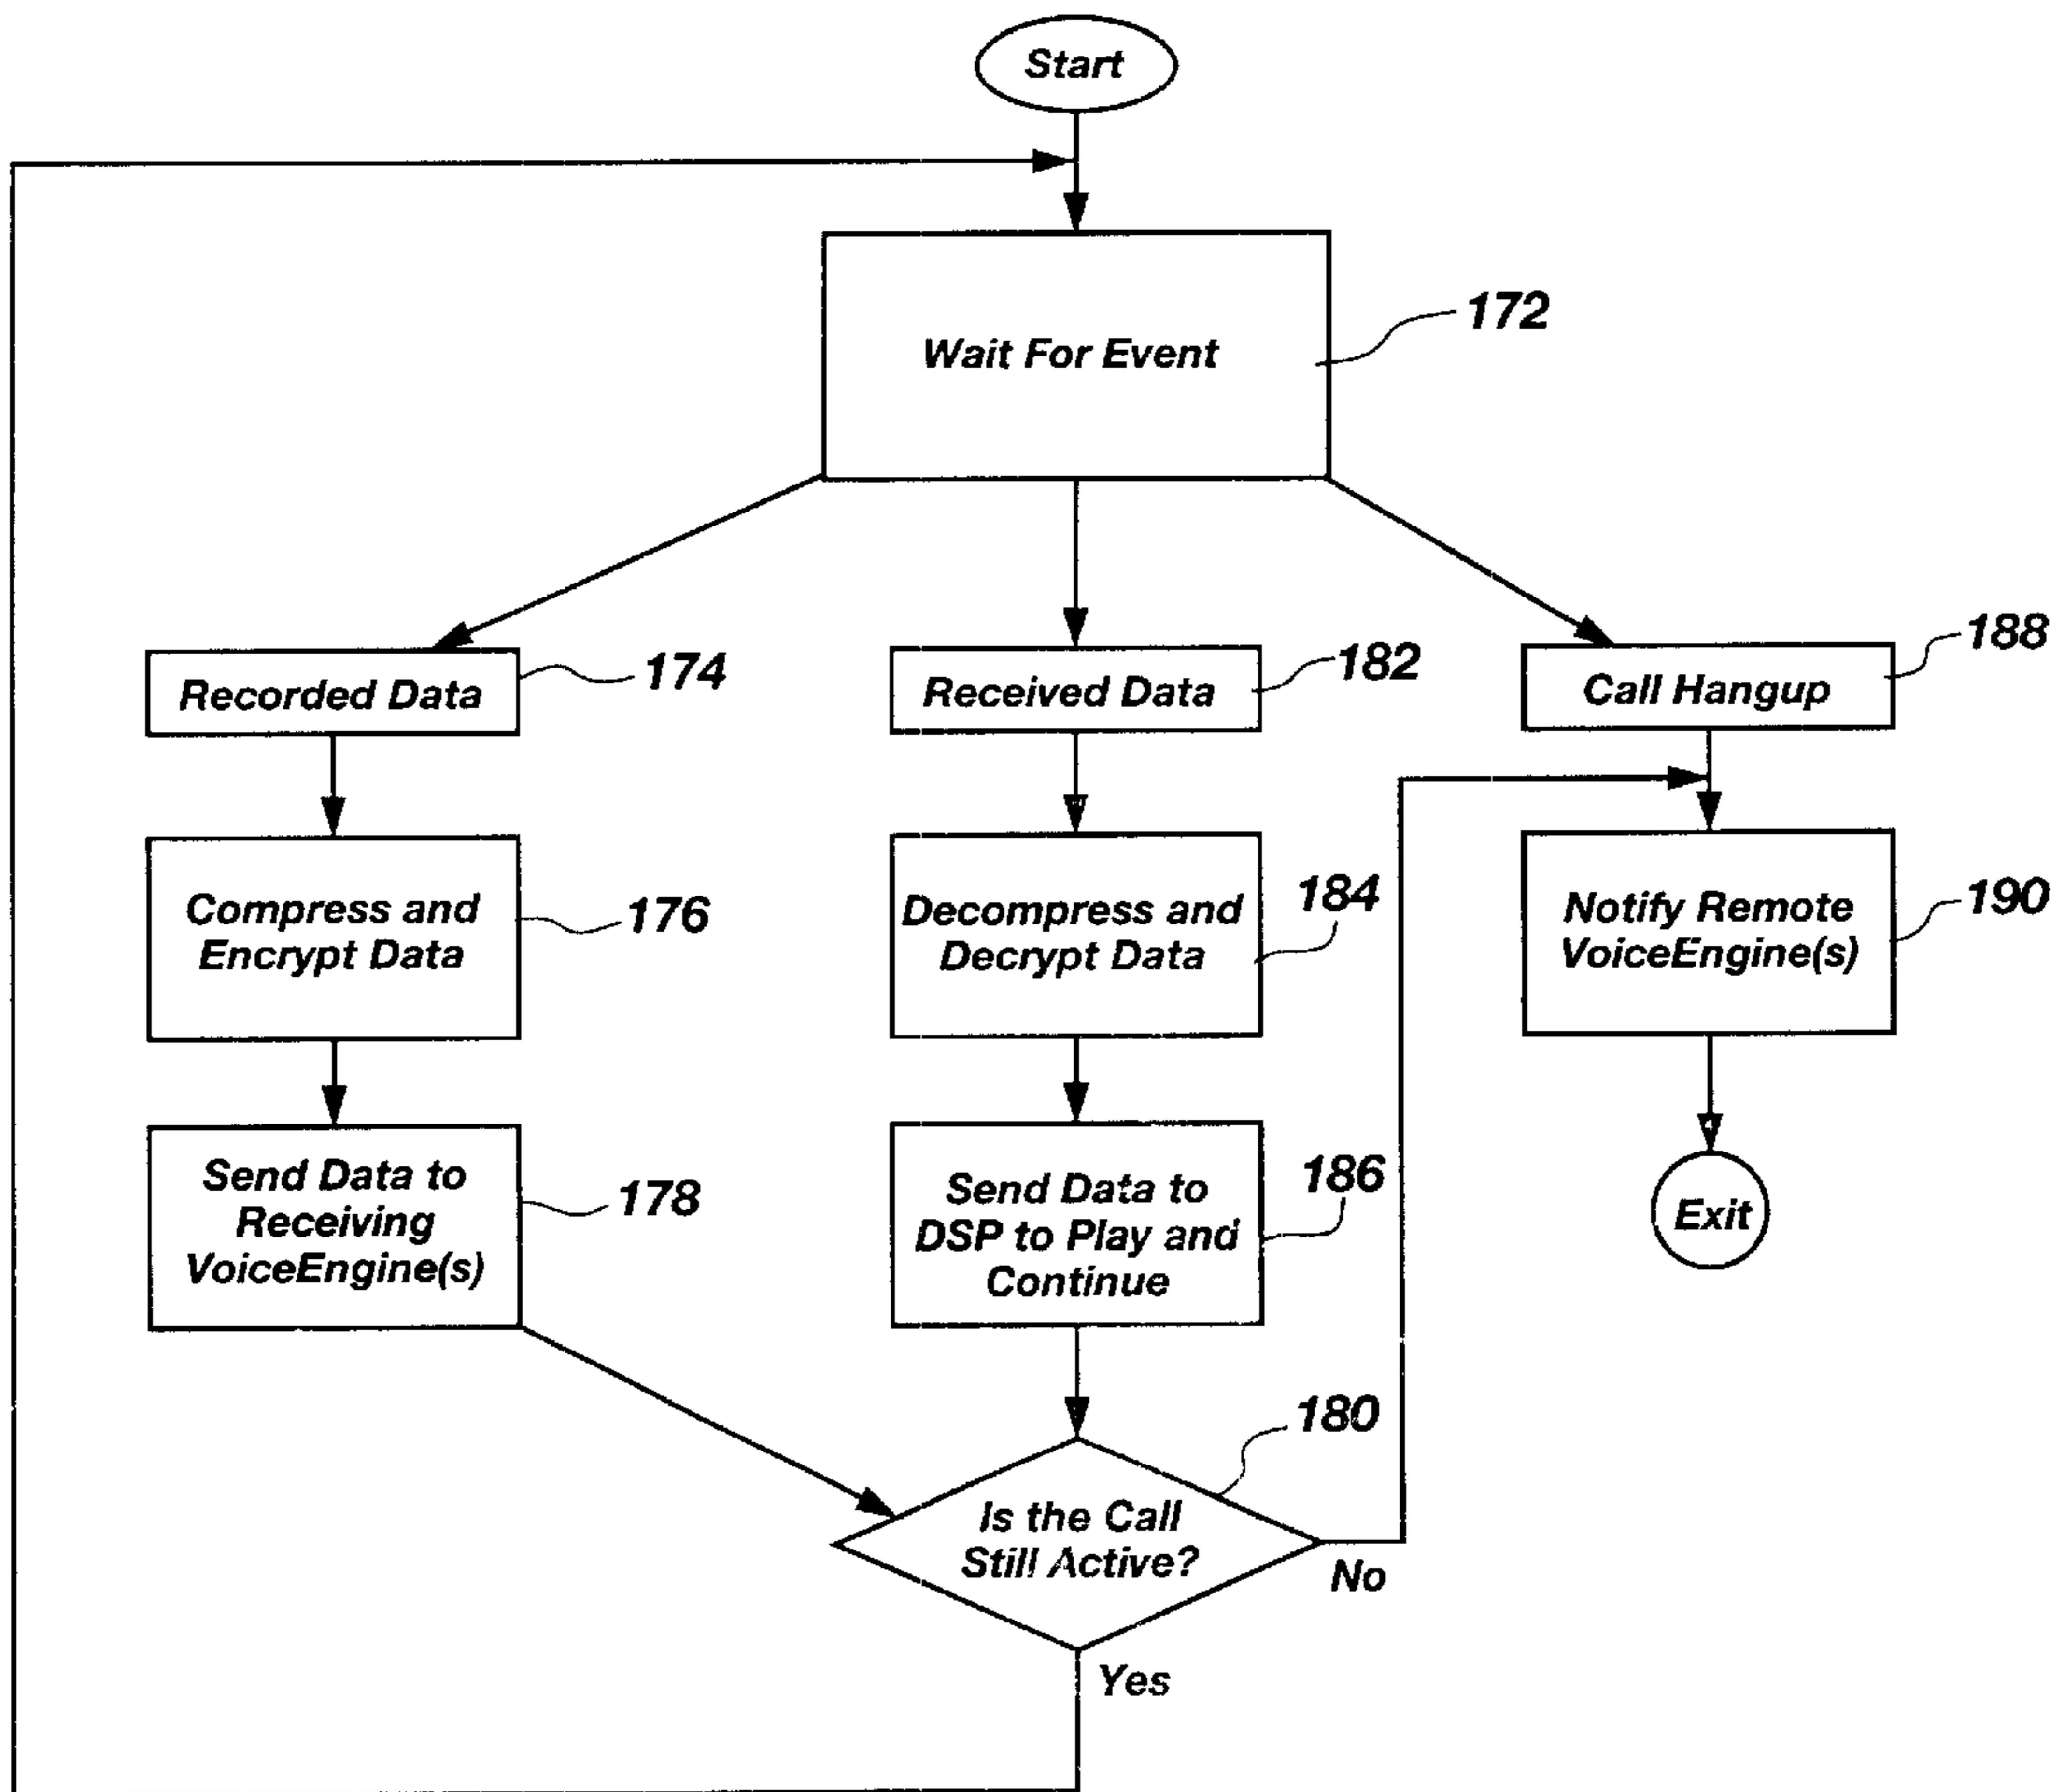 Start
Wait For Event
172
Recorded Data
174
Received Data
182
Call Hangup
188
Compress and
Encrypt Data
176
Decompress and
Decrypt Data
184
Notify Remote
VoiceEngine(s)
190
Send Data to
Receiving
VoiceEngine(s)
178
Send Data to
DSP to Play and
Continue
186
Exit
Is the Call
Still Active?
180
No
Yes